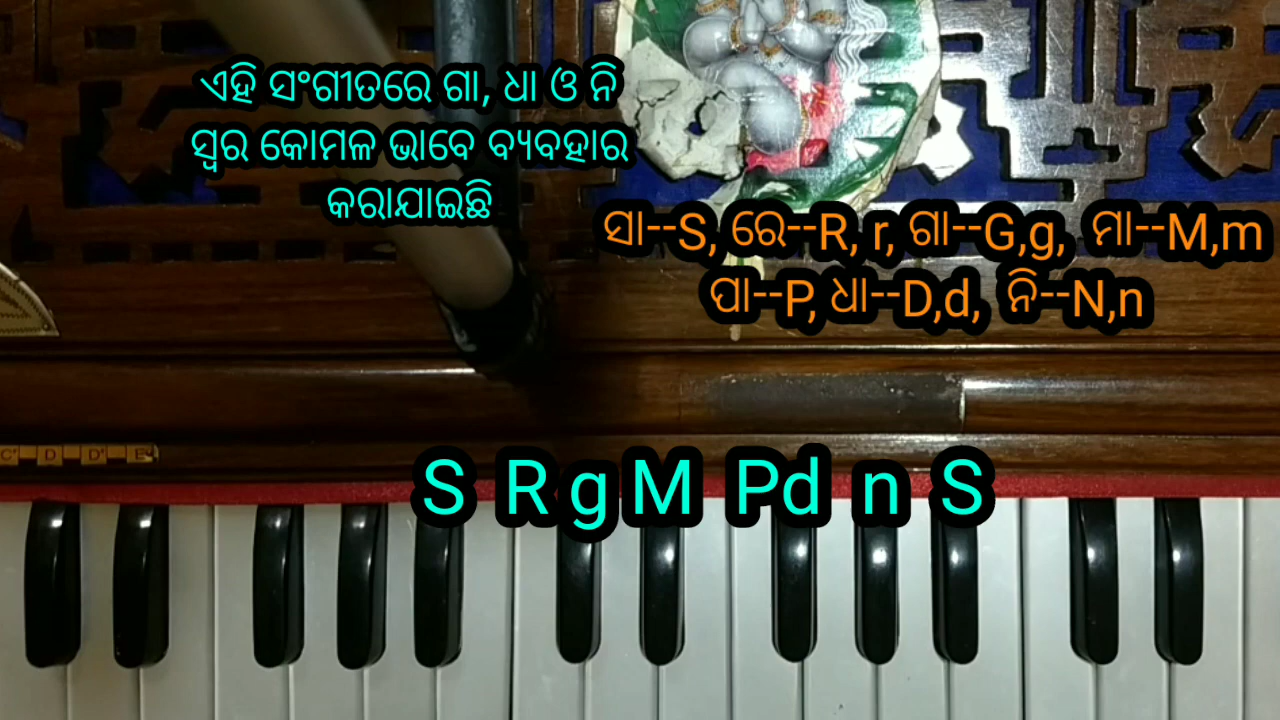 ଏହି ସଂଗୀତରେ ଗା, ଧା ଓ ନି
ସ୍ୱର କୋମଳ ଭାବେ ବ୍ୟବହାର
କରାଯାଇଛି
ସା--S, ରେ--R, r, ଗା--G,g, ମା--M,m
ପା--P, ଧା--D,d, ନି--N,n
C# D D# E
S R g M P d n S